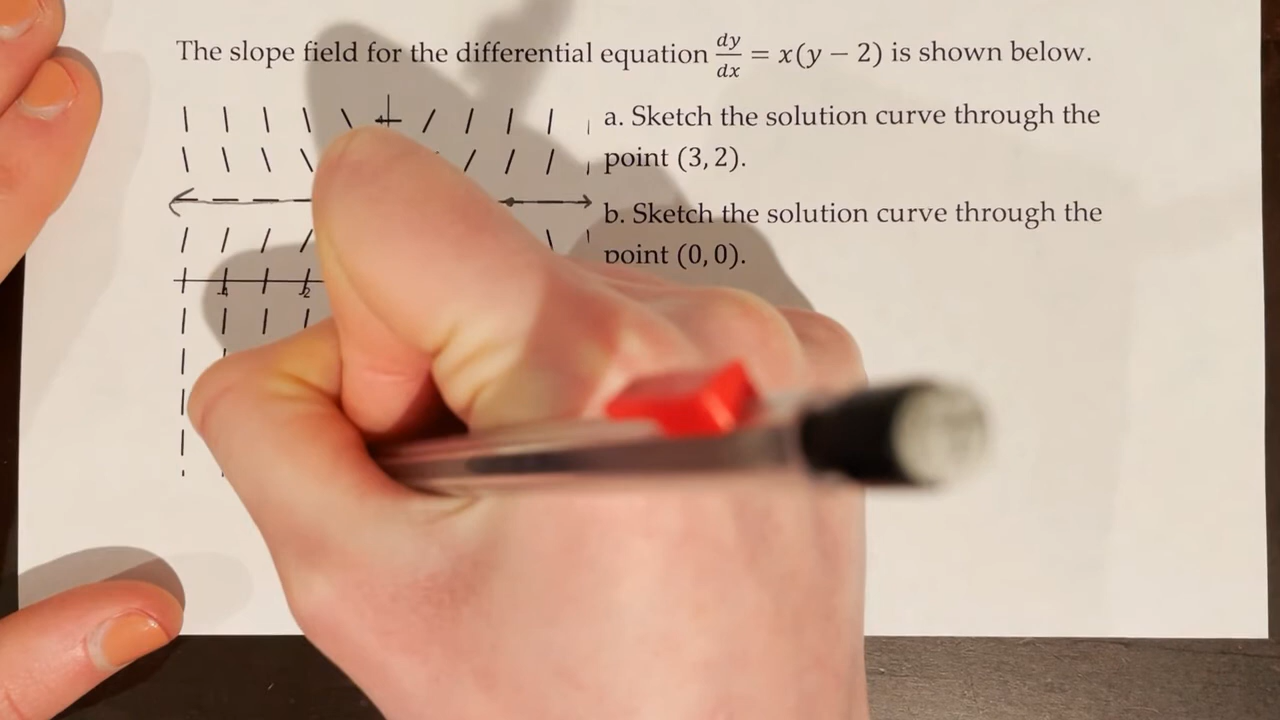 The slope field for the differential equation dy/dx = x(y − 2) is shown below.
a. Sketch the solution curve through the
point (3, 2).
b. Sketch the solution curve through the
point (0, 0).